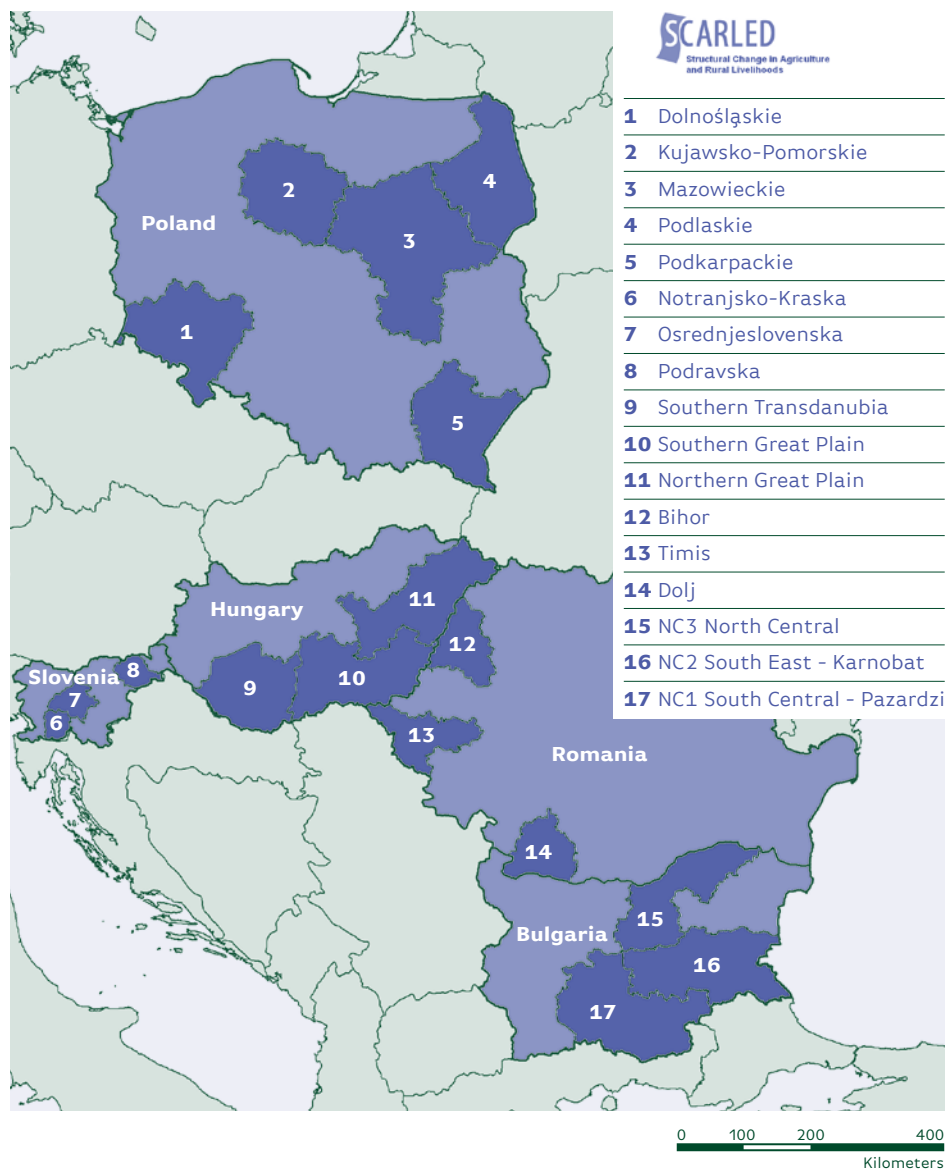 SCARLED
Structural Change in Agriculture
and Rural Livelihoods
1 Dolnośląskie
2 Kujawsko-Pomorskie
3 Mazowieckie
4 Podlaskie
5 Podkarpackie
6 Notranjsko-Kraska
7 Osrednjeslovenska
8 Podravska
9 Southern Transdanubia
10 Southern Great Plain
11 Northern Great Plain
12 Bihor
13 Timis
14 Dolj
15 NC3 North Central
16 NC2 South East - Karnobat
17 NC1 South Central - Pazardzi
2
4
Poland
3
1
5
Hungary
11
12
Slovenia
8
9
10
7
6
13
Romania
14
15
Bulgaria
16
17
0 100 200 400
Kilometers